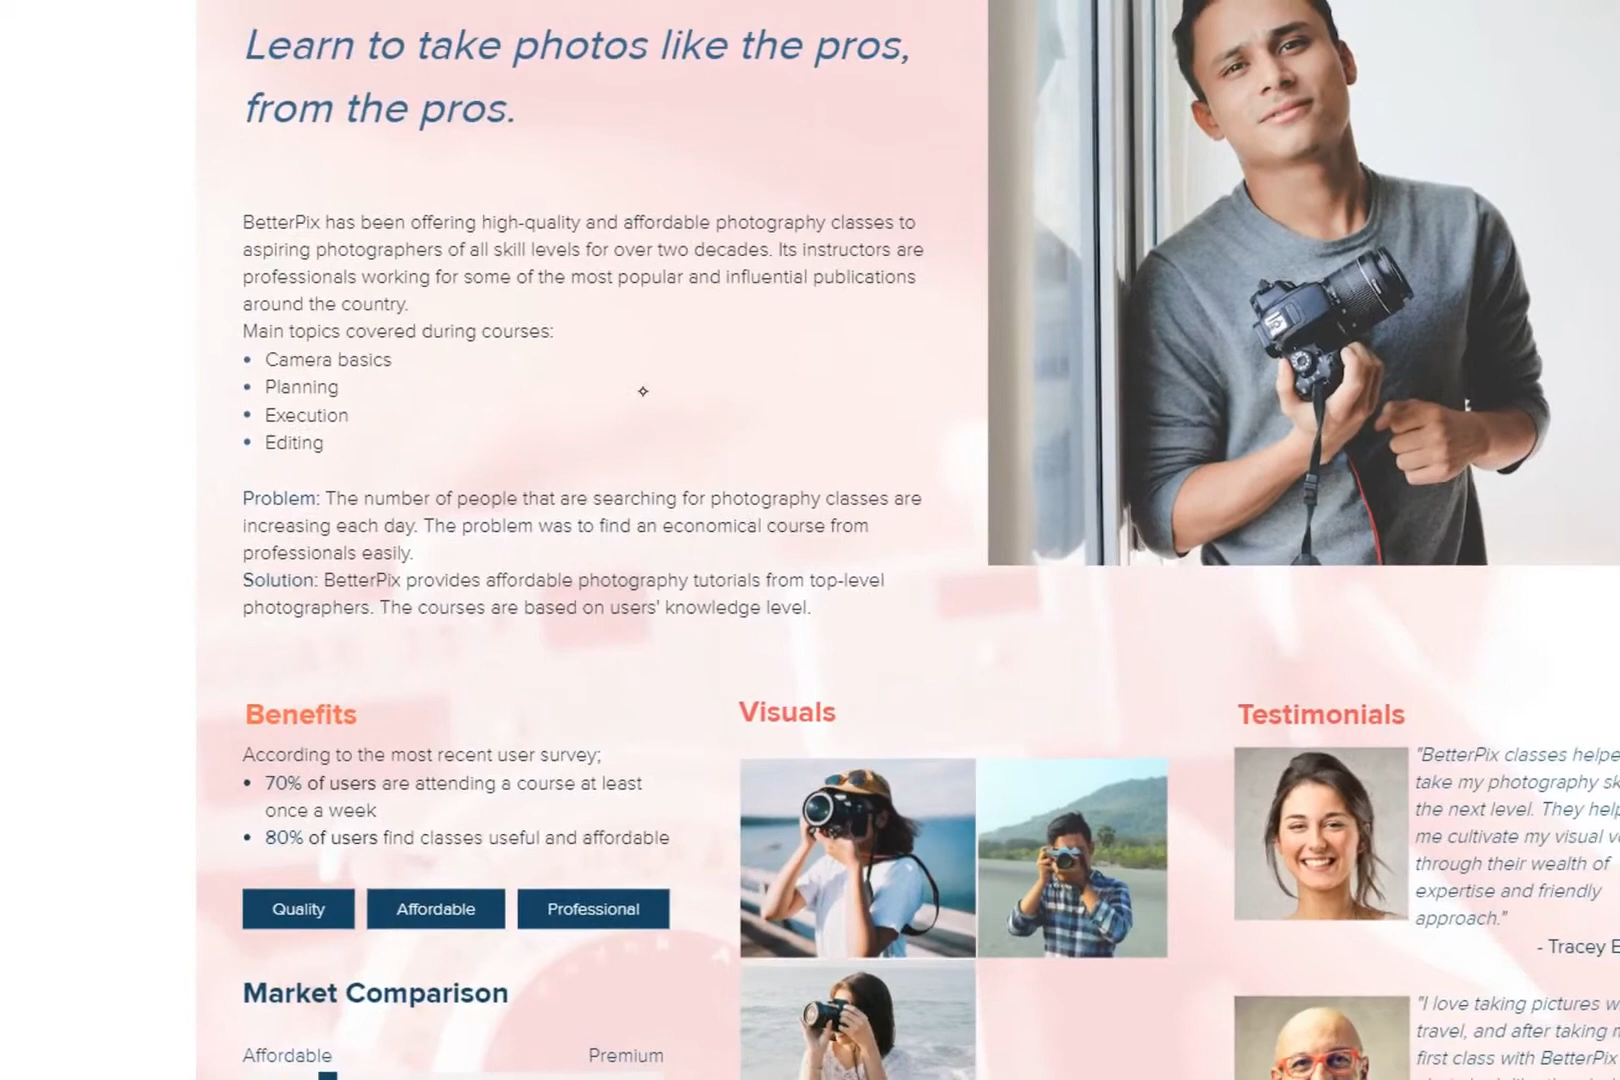 Learn to take photos like the pros,
from the pros.
BetterPix has been offering high-quality and affordable photography classes to
aspiring photographers of all skill levels for over two decades. Its instructors are
professionals working for some of the most popular and influential publications
around the country.
Main topics covered during courses:
• Camera basics
• Planning
• Execution
• Editing
Problem: The number of people that are searching for photography classes are
increasing each day. The problem was to find an economical course from
professionals easily.
Solution: BetterPix provides affordable photography tutorials from top-level
photographers. The courses are based on users' knowledge level.
Benefits
According to the most recent user survey;
• 70% of users are attending a course at least
once a week
• 80% of users find classes useful and affordable
Quality
Affordable
Professional
Market Comparison
Affordable
Premium
Visuals
Testimonials
"BetterPix classes helpe
take my photography sk
the next level. They help
me cultivate my visual v
through their wealth of
expertise and friendly
approach."
- Tracey E
"I love taking pictures w
travel, and after taking
first class with BetterPix